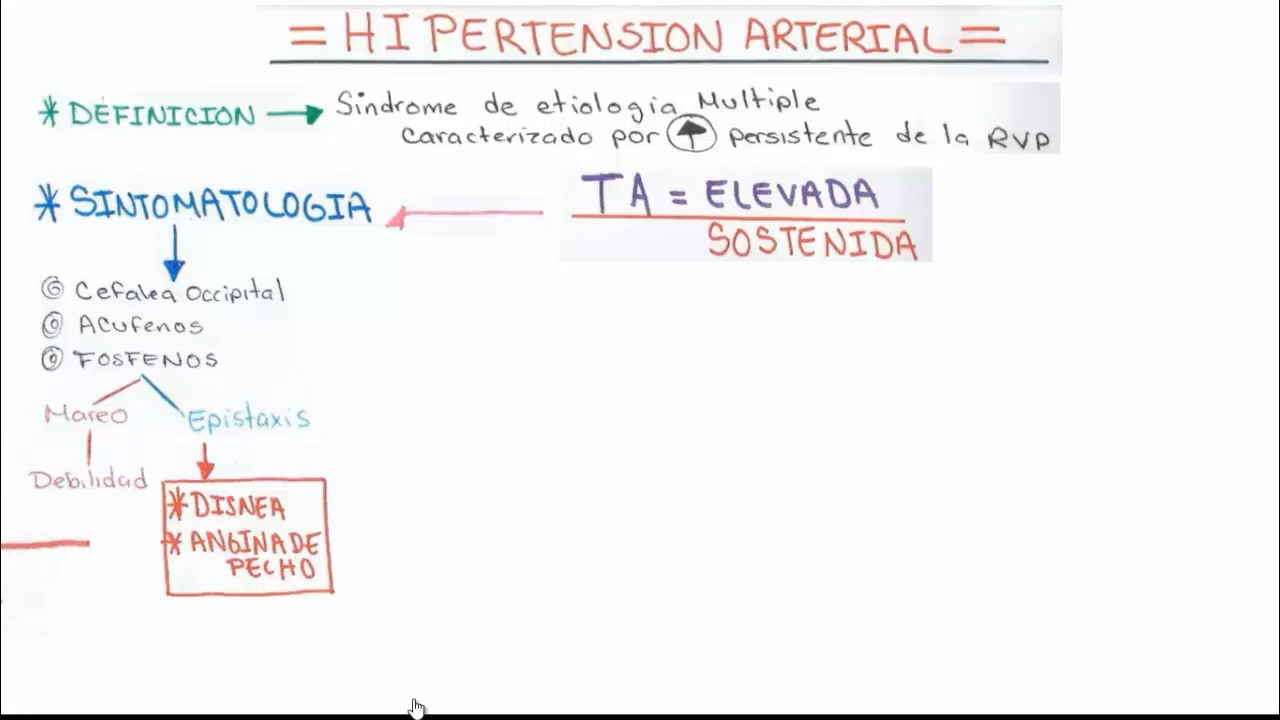 = HIPERTENSION ARTERIAL =
* DEFINICION → Sindrome de etiologia Multiple
caracterizado por ↑ persistente de la RVP
TA = ELEVADA
SOSTENIDA
* SINTOMATOLOGIA
Cefalea Occipital
Acufenos
FOSFENOS
Mareo
Epistaxis
Debilidad
* DISNEA
* ANGINA DE
PECHO